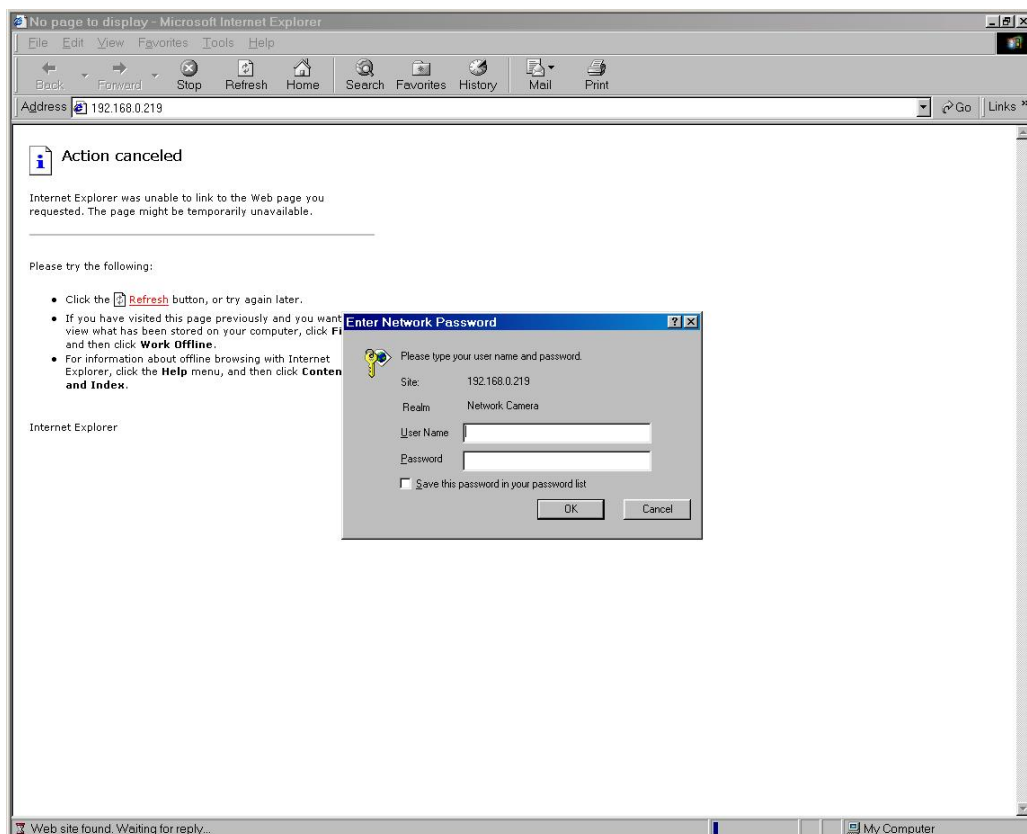 No page to display - Microsoft Internet Explorer
File Edit View Favorites Tools Help
Back Forward Stop Refresh Home Search Favorites History Mail Print
Address 192.168.0.219 Go Links »
Action canceled
Internet Explorer was unable to link to the Web page you
requested. The page might be temporarily unavailable.
Please try the following:
Click the Refresh button, or try again later.
If you have visited this page previously and you want
view what has been stored on your computer, click Fi
and then click Work Offline.
For information about offline browsing with Internet
Explorer, click the Help menu, and then click Conten
and Index.
Internet Explorer
Enter Network Password
Please type your user name and password.
Site: 192.168.0.219
Realm Network Camera
User Name
Password
Save this password in your password list
OK Cancel
Web site found. Waiting for reply... My Computer